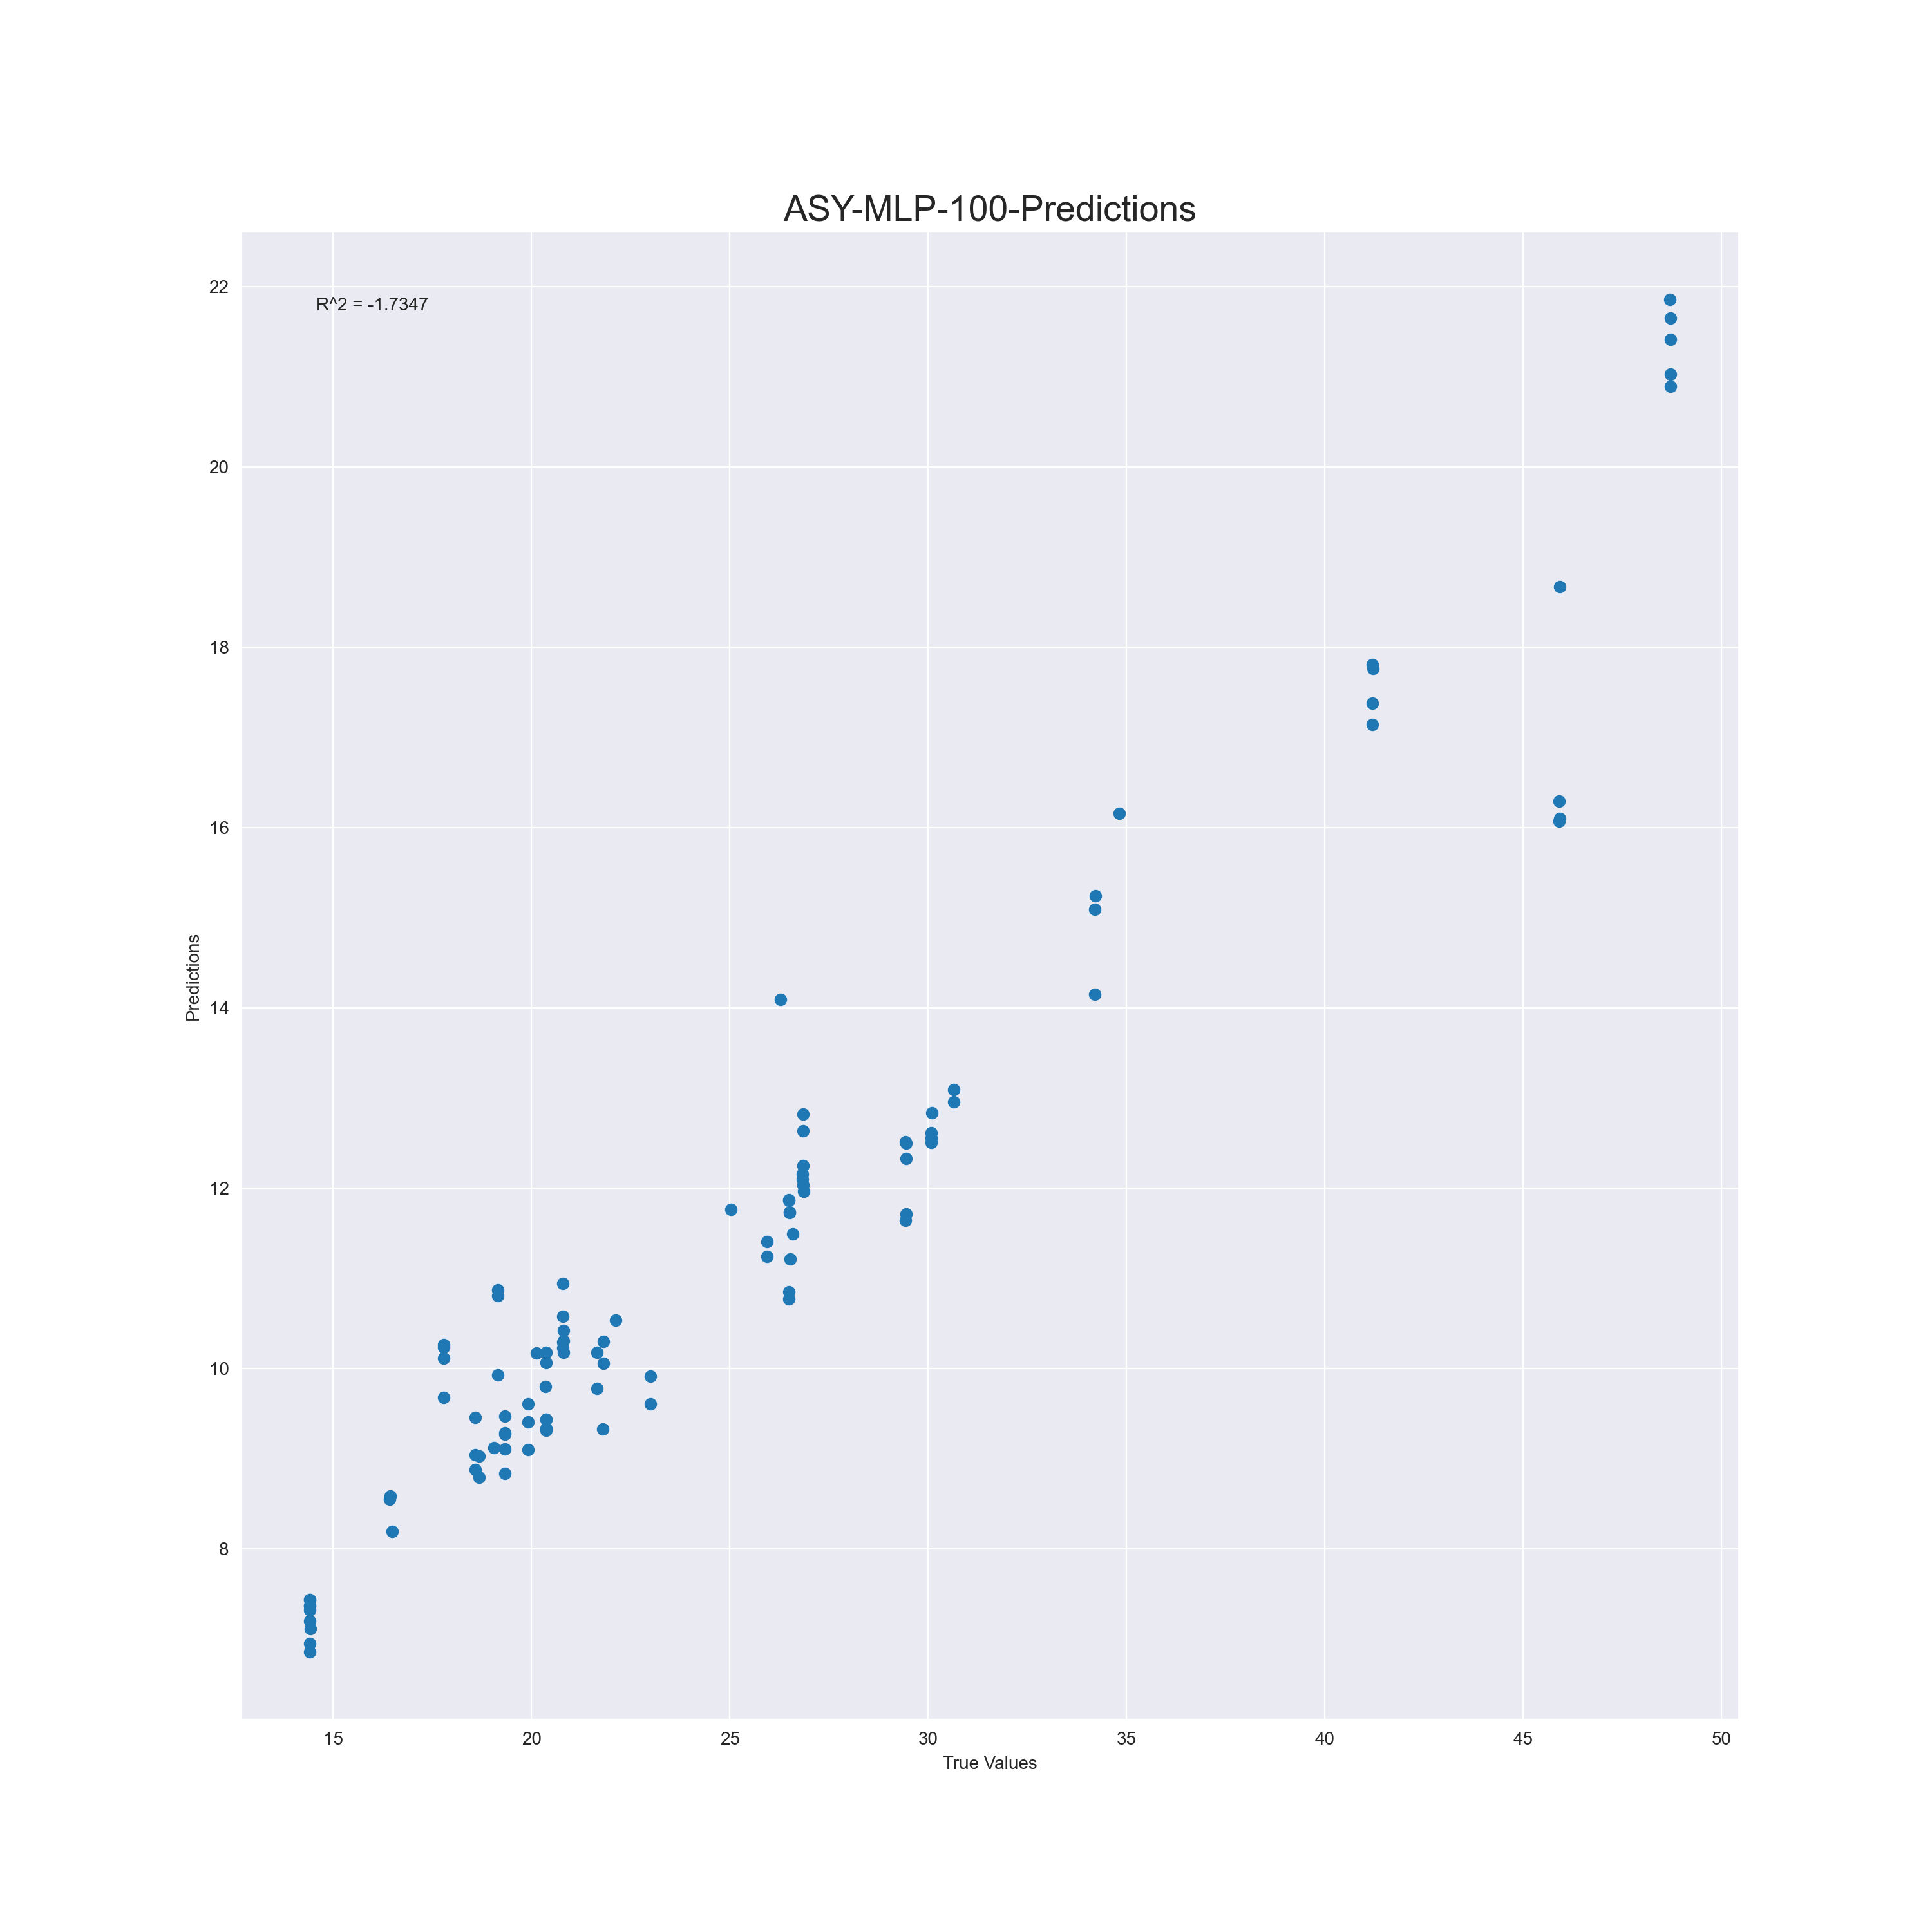 ASY-MLP-100-Predictions
R^2 = -1.7347
22
20
18
16
14
12
10
8
Predictions
15 20 25 30 35 40 45 50
True Values